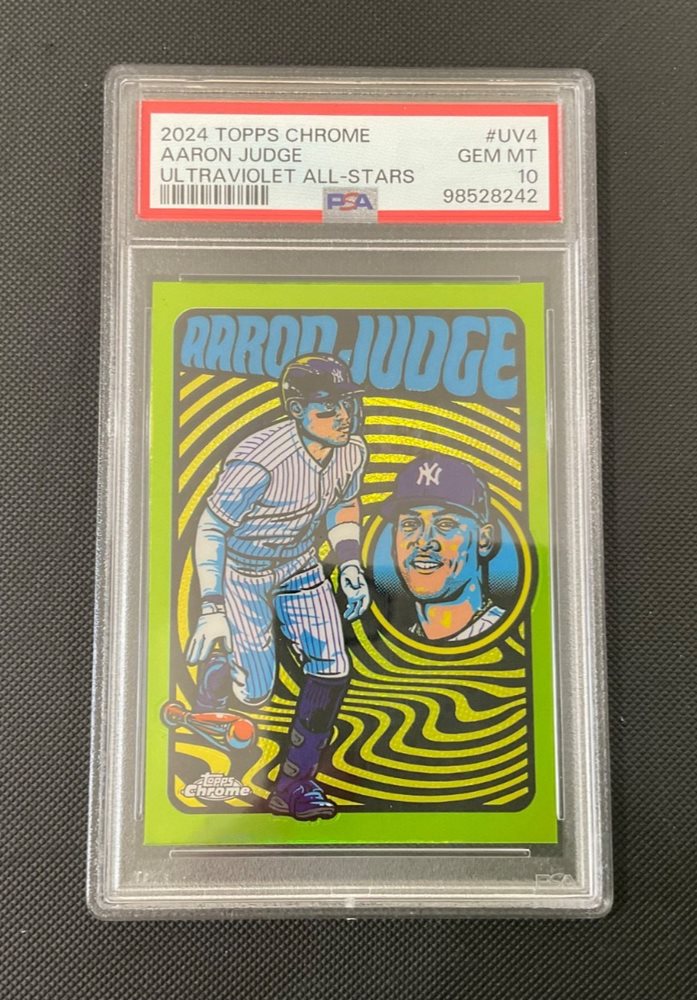 2024 TOPPS CHROME #UV4
AARON JUDGE GEM MT
ULTRAVIOLET ALL-STARS 10
PSA 98528242
AARON JUDGE
NY
NY
Topps
Chrome
PSA